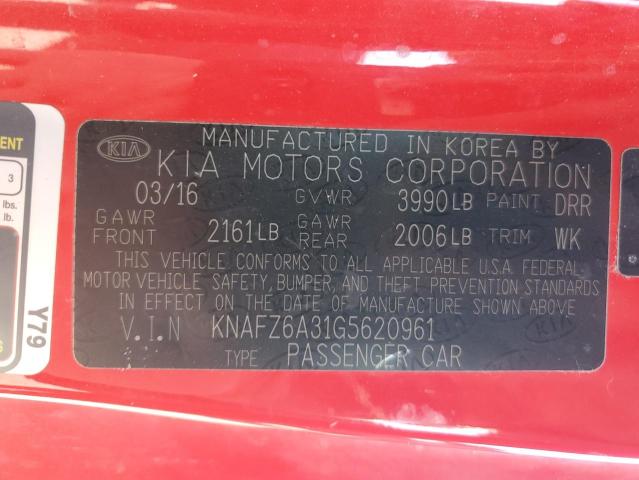 MANUFACTURED IN KOREA BY
KIA KIA MOTORS CORPORATION
03/16 GVWR 3990LB PAINT DRR
GAWR FRONT 2161LB GAWR REAR 2006LB TRIM WK
THIS VEHICLE CONFORMS TO ALL APPLICABLE U.S.A. FEDERAL
MOTOR VEHICLE SAFETY, BUMPER, AND THEFT PREVENTION STANDARDS
IN EFFECT ON THE DATE OF MANUFACTURE SHOWN ABOVE
V.I.N KNAFZ6A31G5620961
TYPE PASSENGER CAR
3
lbs.
lb.
Y79